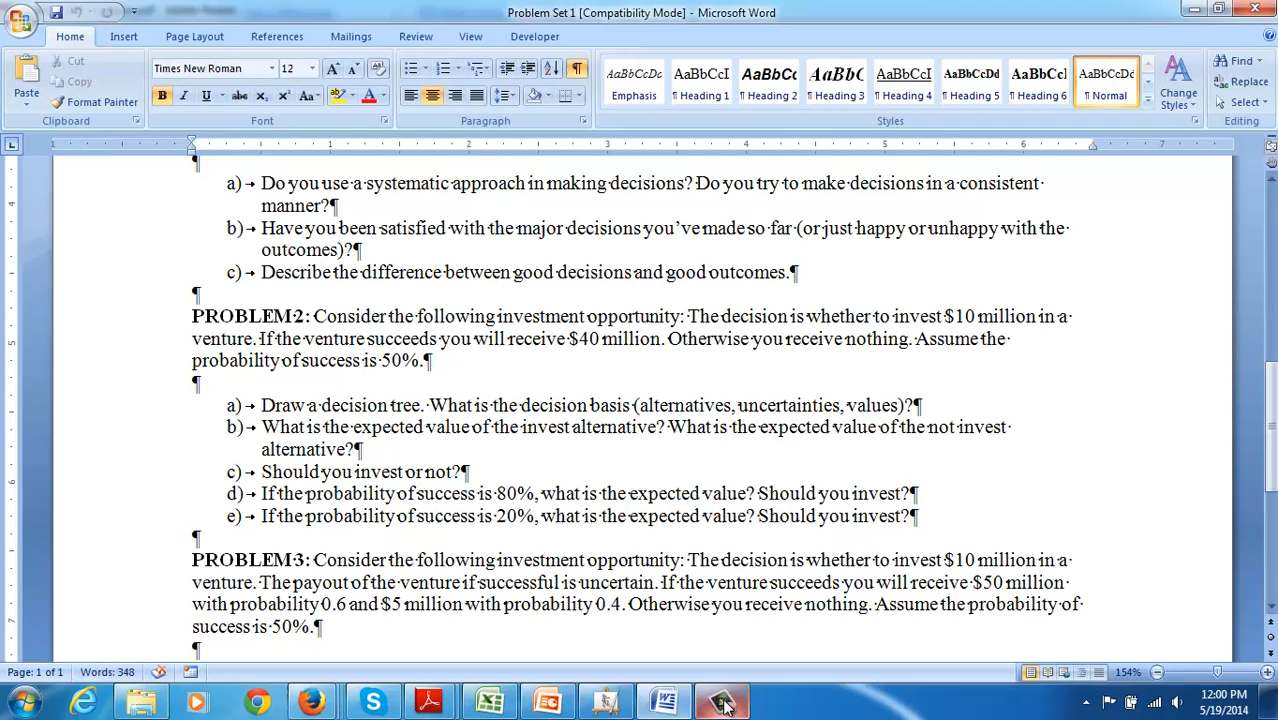 Problem Set 1 [Compatibility Mode] - Microsoft Word
Home Insert Page Layout References Mailings Review View Developer
Paste
Cut
Copy
Format Painter
Clipboard
Times New Roman 12
Font
Paragraph
AaBbCcDc AaBbCcI AaBbCc AaBbC AaBbCcI AaBbCcDd AaBbCcI AaBbCcDd
Emphasis ¶ Heading 1 ¶ Heading 2 ¶ Heading 3 ¶ Heading 4 ¶ Heading 5 ¶ Heading 6 ¶ Normal
Change Styles
Styles
Find
Replace
Select
Editing
1 1 2 3 4 5 6 7
a) Do you use a systematic approach in making decisions? Do you try to make decisions in a consistent
manner?¶
b) Have you been satisfied with the major decisions you've made so far (or just happy or unhappy with the
outcomes)?¶
c) Describe the difference between good decisions and good outcomes.¶
¶
PROBLEM 2: Consider the following investment opportunity: The decision is whether to invest $10 million in a
venture. If the venture succeeds you will receive $40 million. Otherwise you receive nothing. Assume the
probability of success is 50%.¶
¶
a) Draw a decision tree. What is the decision basis (alternatives, uncertainties, values)?¶
b) What is the expected value of the invest alternative? What is the expected value of the not invest
alternative?¶
c) Should you invest or not?¶
d) If the probability of success is 80%, what is the expected value? Should you invest?¶
e) If the probability of success is 20%, what is the expected value? Should you invest?¶
¶
PROBLEM 3: Consider the following investment opportunity: The decision is whether to invest $10 million in a
venture. The payout of the venture if successful is uncertain. If the venture succeeds you will receive $50 million
with probability 0.6 and $5 million with probability 0.4. Otherwise you receive nothing. Assume the probability of
success is 50%.¶
¶
Page: 1 of 1 Words: 348 154%
12:00 PM
5/19/2014